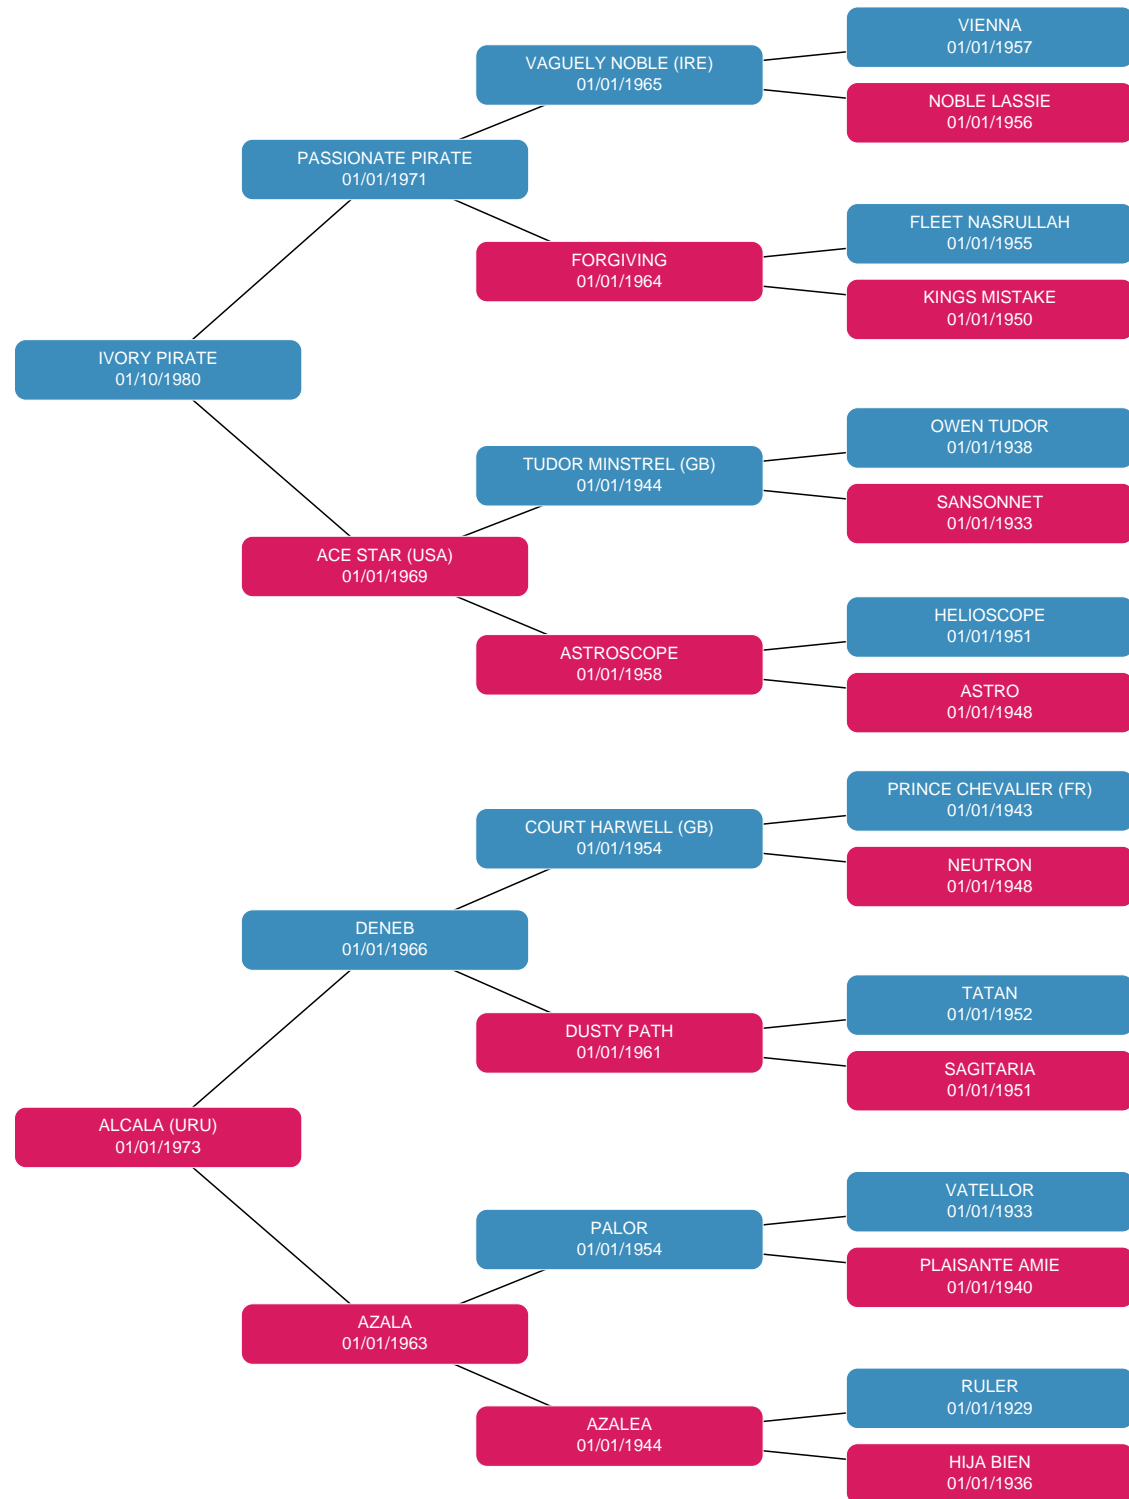 VIENNA
01/01/1957
VAGUELY NOBLE (IRE)
01/01/1965
NOBLE LASSIE
01/01/1956
PASSIONATE PIRATE
01/01/1971
FLEET NASRULLAH
01/01/1955
FORGIVING
01/01/1964
KINGS MISTAKE
01/01/1950
IVORY PIRATE
01/10/1980
OWEN TUDOR
01/01/1938
TUDOR MINSTREL (GB)
01/01/1944
SANSONNET
01/01/1933
ACE STAR (USA)
01/01/1969
HELIOSCOPE
01/01/1951
ASTROSCOPE
01/01/1958
ASTRO
01/01/1948
PRINCE CHEVALIER (FR)
01/01/1943
COURT HARWELL (GB)
01/01/1954
NEUTRON
01/01/1948
DENEB
01/01/1966
TATAN
01/01/1952
DUSTY PATH
01/01/1961
SAGITARIA
01/01/1951
ALCALA (URU)
01/01/1973
VATELLOR
01/01/1933
PALOR
01/01/1954
PLAISANTE AMIE
01/01/1940
AZALA
01/01/1963
RULER
01/01/1929
AZALEA
01/01/1944
HIJA BIEN
01/01/1936